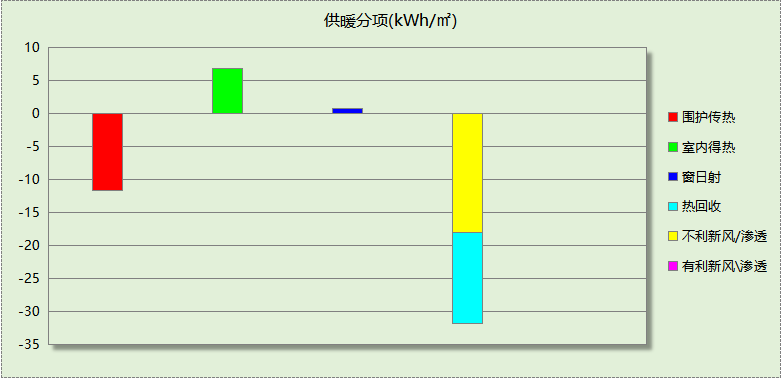 供暖分项(kWh/㎡)
10
5
0
-5
-10
-15
-20
-25
-30
-35
围护传热
室内得热
窗日射
热回收
不利新风/渗透
有利新风\渗透